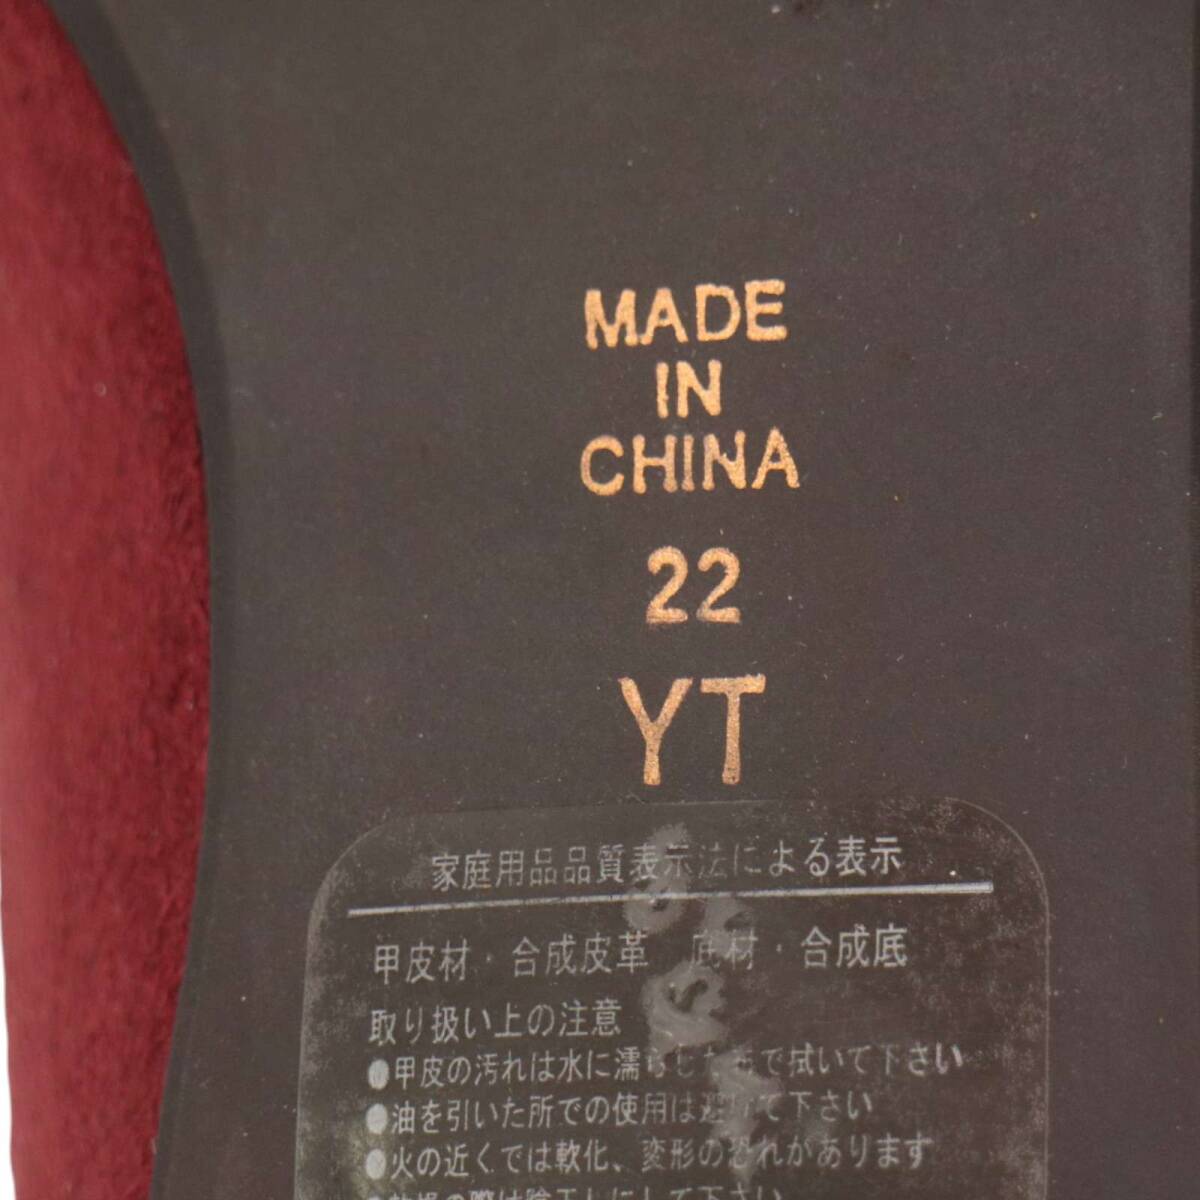 MADE
IN
CHINA
22
YT
家庭用品品質表示法による表示
甲皮材・合成皮革　底材・合成底
取り扱い上の注意
●甲皮の汚れは水に濡らした布で拭いて下さい
●油を引いた所での使用は避けて下さい
●火の近くでは軟化、変形の恐れがあります